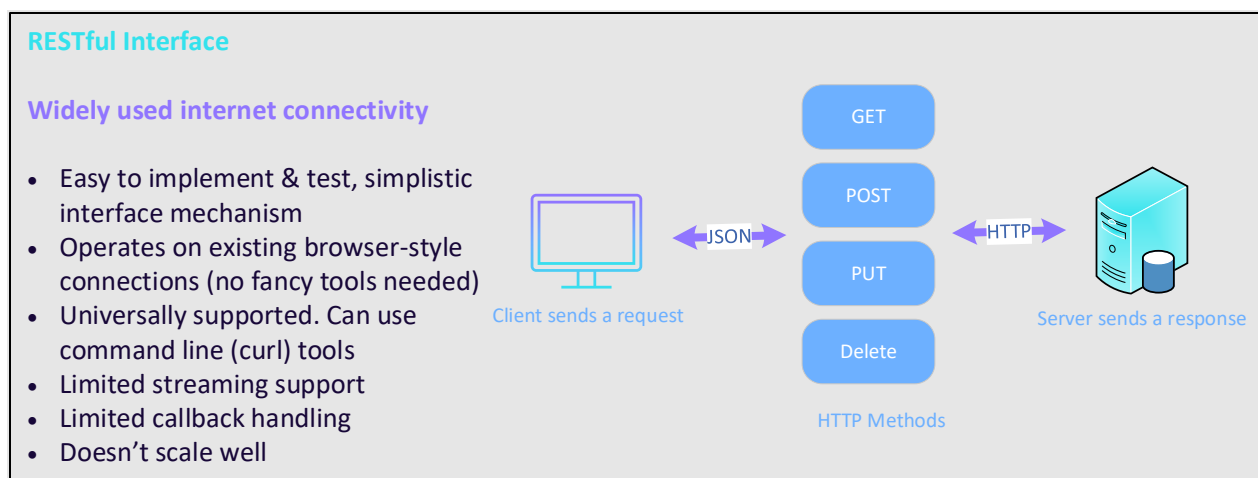 RESTful Interface
Widely used internet connectivity
• Easy to implement & test, simplistic
interface mechanism
• Operates on existing browser-style
connections (no fancy tools needed)
• Universally supported. Can use
command line (curl) tools
• Limited streaming support
• Limited callback handling
• Doesn’t scale well
Client sends a request
JSON
GET
POST
PUT
Delete
HTTP Methods
HTTP
Server sends a response